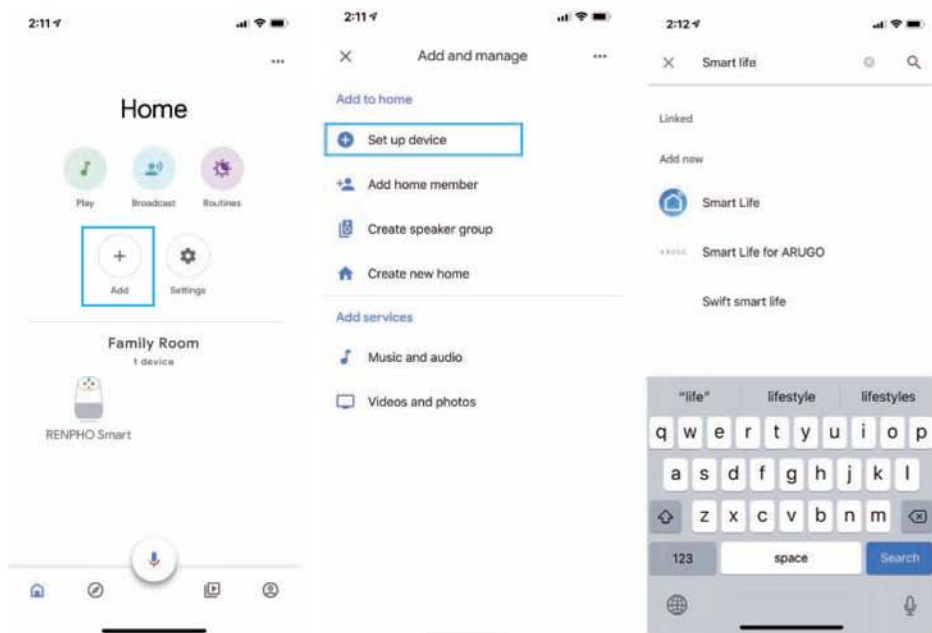 2:11
Home
Play
Broadcast
Routines
Add
Settings
Family Room
1 device
RENPHO Smart
2:11
Add and manage
Add to home
Set up device
Add home member
Create speaker group
Create new home
Add services
Music and audio
Videos and photos
2:12
Smart life
Linked
Add new
Smart Life
ARUGO Smart Life for ARUGO
Swift smart life
"life" lifestyle lifestyles
q w e r t y u i o p
a s d f g h j k l
z x c v b n m
123 space Search